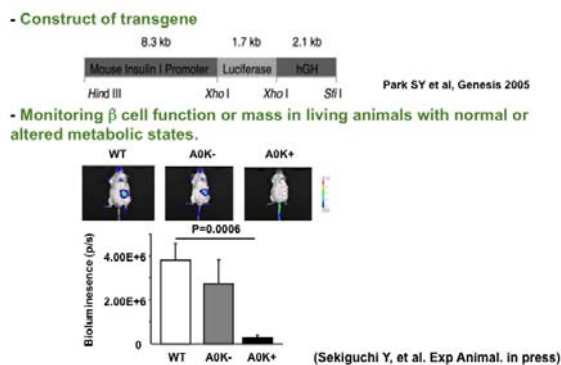 - Construct of transgene
8.3 kb 1.7 kb 2.1 kb
Mouse Insulin I Promoter Luciferase hGH
Hind III Xho I Xho I Sfi I
Park SY et al, Genesis 2005
- Monitoring β cell function or mass in living animals with normal or
altered metabolic states.
WT A0K- A0K+
P=0.0006
Bioluminesence (p/s)
4.00E+6
2.00E+6
0
WT A0K- A0K+
(Sekiguchi Y, et al. Exp Animal. in press)